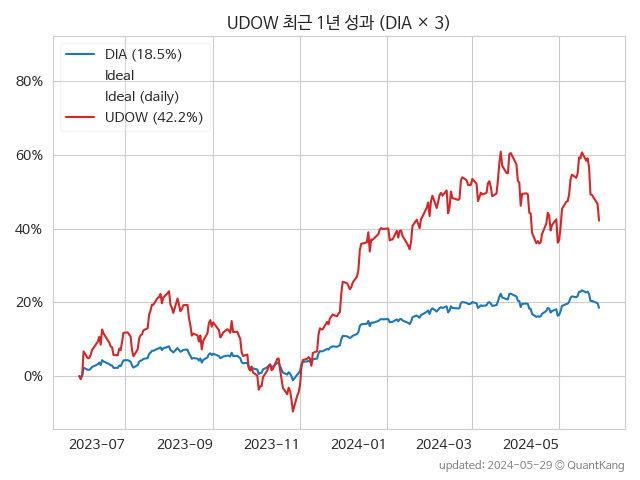 UDOW 최근 1년 성과 (DIA × 3)
DIA (18.5%)
Ideal
Ideal (daily)
UDOW (42.2%)
80%
60%
40%
20%
0%
2023-07 2023-09 2023-11 2024-01 2024-03 2024-05
updated: 2024-05-29 © QuantKang